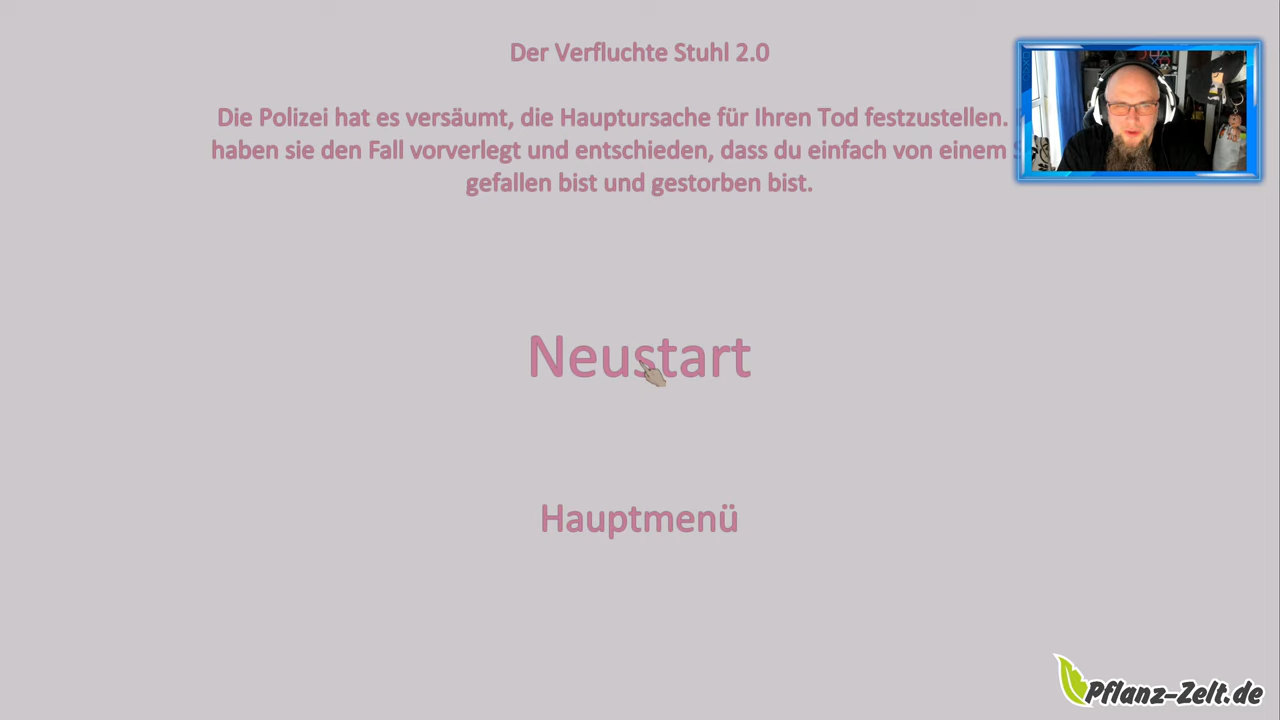 Der Verfluchte Stuhl 2.0
Die Polizei hat es versäumt, die Hauptursache für Ihren Tod festzustellen.
haben sie den Fall vorverlegt und entschieden, dass du einfach von einem
gefallen bist und gestorben bist.
Neustart
Hauptmenü
Pflanz-Zelt.de